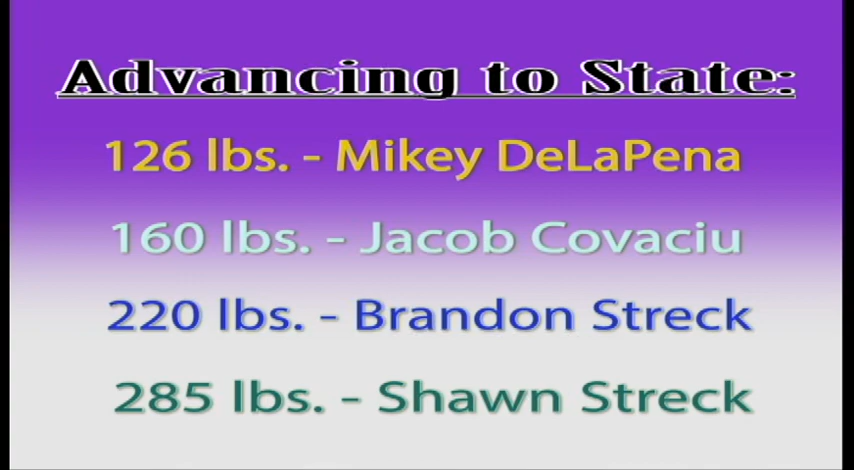 Advancing to State:
126 lbs. - Mikey DeLaPena
160 lbs. - Jacob Covaciu
220 lbs. - Brandon Streck
285 lbs. - Shawn Streck